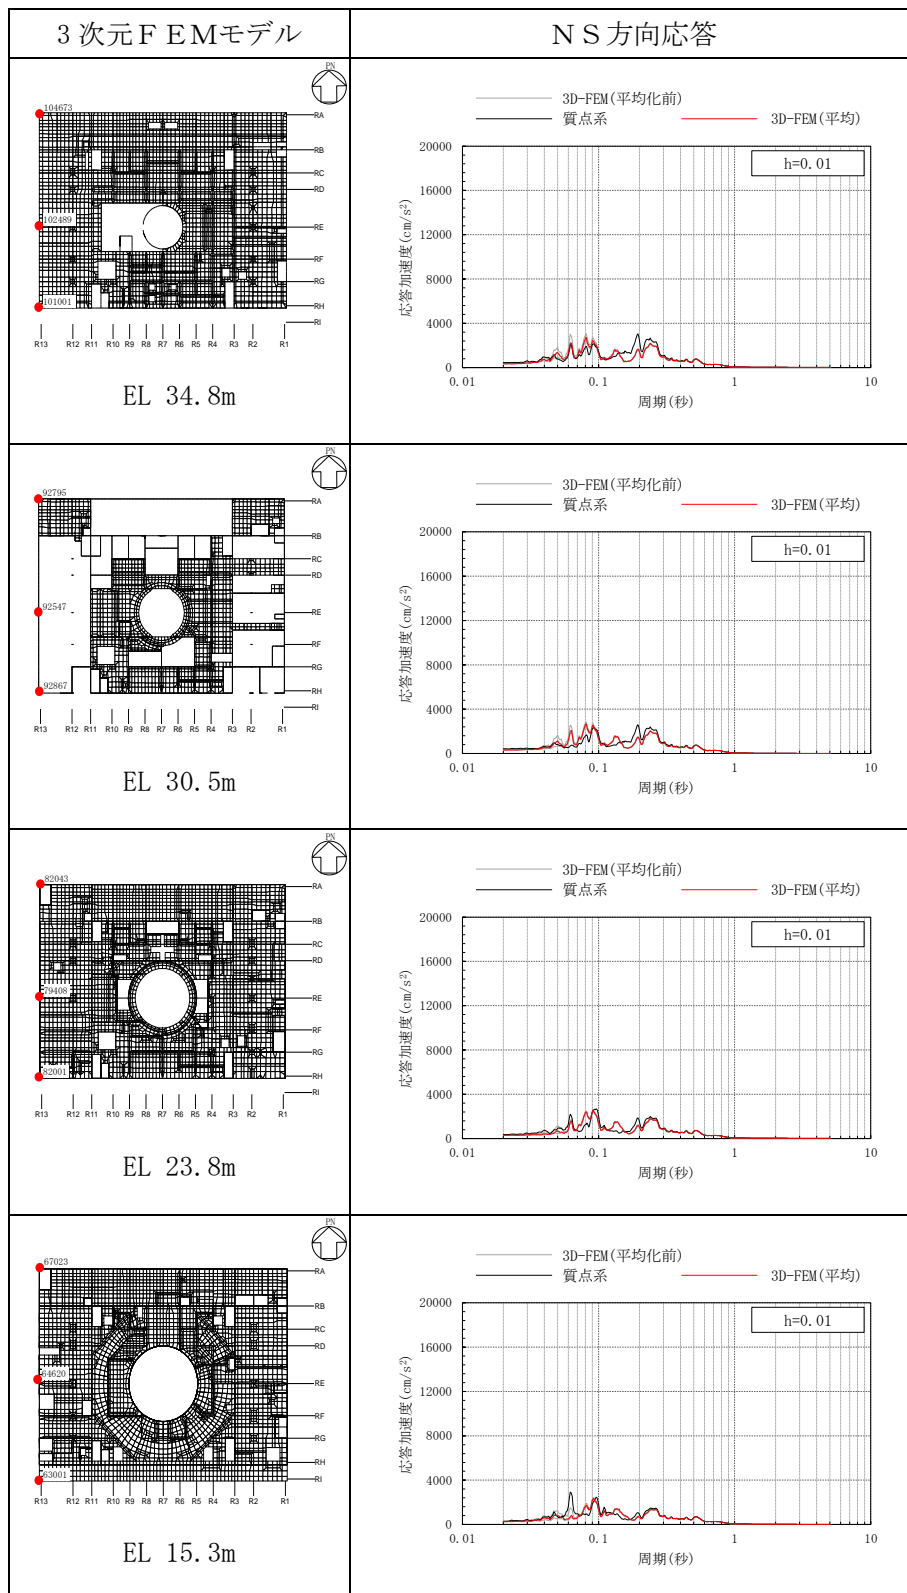 3次元FEMモデル
NS方向応答
PN
104673
102489
101001
RA
RB
RC
RD
RE
RF
RG
RH
RI
R13 R12 R11 R10 R9 R8 R7 R6 R5 R4 R3 R2 R1
EL 34.8m
3D-FEM(平均化前)
質点系 3D-FEM(平均)
h=0.01
応答加速度(cm/s²)
20000
16000
12000
8000
4000
0
0.01 0.1 1 10
周期(秒)
PN
92795
92547
92867
RA
RB
RC
RD
RE
RF
RG
RH
RI
R13 R12 R11 R10 R9 R8 R7 R6 R5 R4 R3 R2 R1
EL 30.5m
3D-FEM(平均化前)
質点系 3D-FEM(平均)
h=0.01
応答加速度(cm/s²)
20000
16000
12000
8000
4000
0
0.01 0.1 1 10
周期(秒)
PN
82043
79408
82001
RA
RB
RC
RD
RE
RF
RG
RH
RI
R13 R12 R11 R10 R9 R8 R7 R6 R5 R4 R3 R2 R1
EL 23.8m
3D-FEM(平均化前)
質点系 3D-FEM(平均)
h=0.01
応答加速度(cm/s²)
20000
16000
12000
8000
4000
0
0.01 0.1 1 10
周期(秒)
PN
67023
64620
63001
RA
RB
RC
RD
RE
RF
RG
RH
RI
R13 R12 R11 R10 R9 R8 R7 R6 R5 R4 R3 R2 R1
EL 15.3m
3D-FEM(平均化前)
質点系 3D-FEM(平均)
h=0.01
応答加速度(cm/s²)
20000
16000
12000
8000
4000
0
0.01 0.1 1 10
周期(秒)